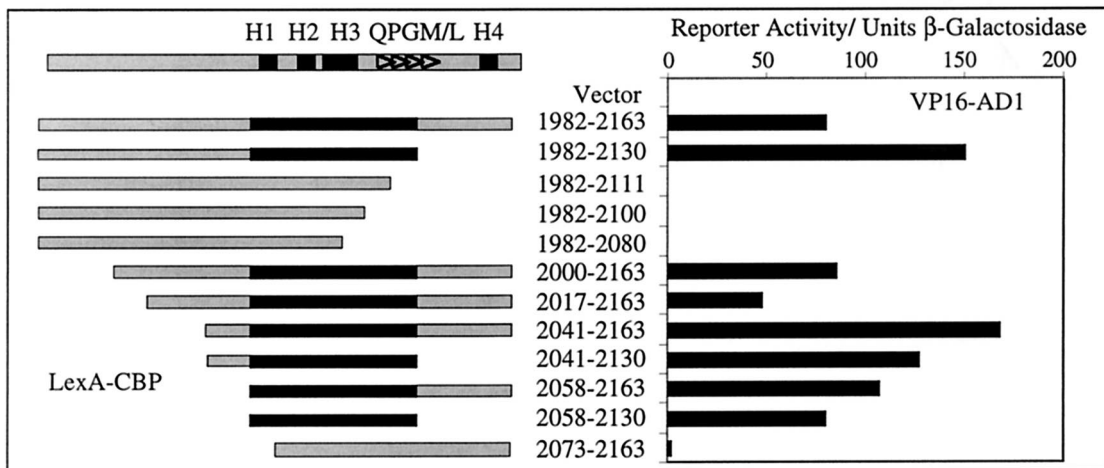 H1 H2 H3 QPGM/L H4
Reporter Activity/ Units β-Galactosidase
0 50 100 150 200
Vector
VP16-AD1
1982-2163
1982-2130
1982-2111
1982-2100
1982-2080
2000-2163
2017-2163
2041-2163
2041-2130
LexA-CBP
2058-2163
2058-2130
2073-2163